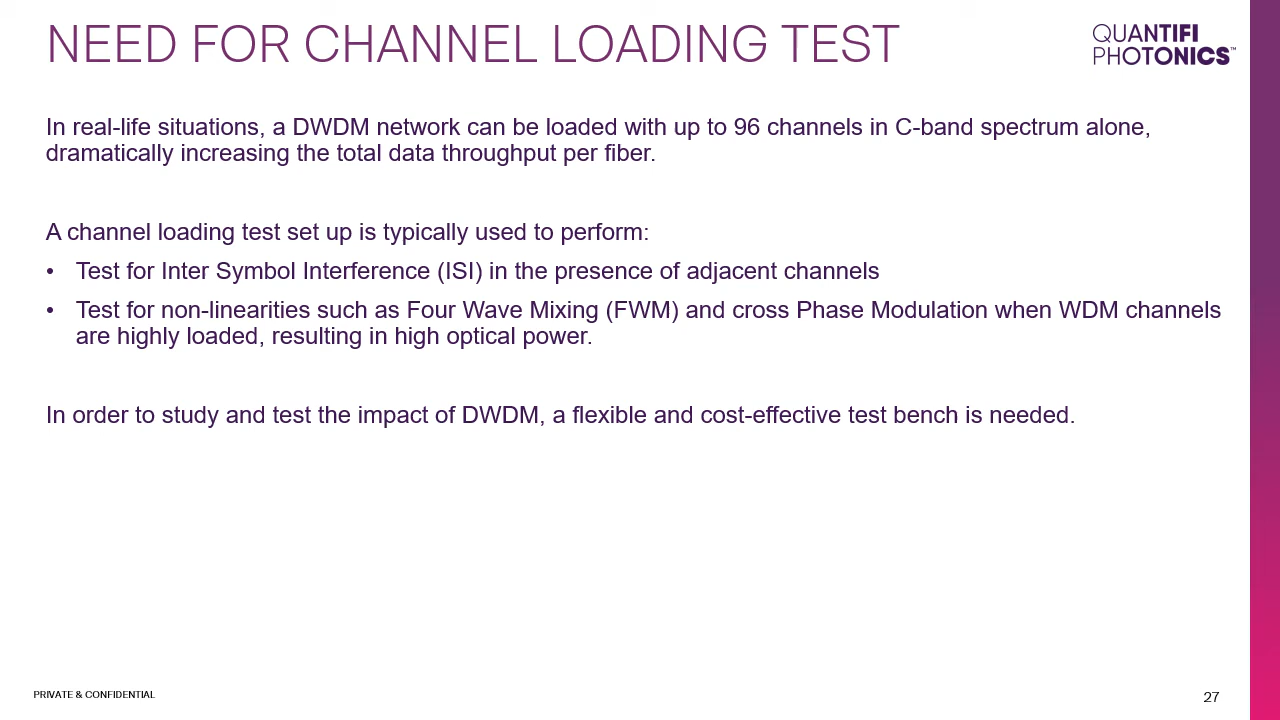 NEED FOR CHANNEL LOADING TEST
QUANTIFI
PHOTONICS™
In real-life situations, a DWDM network can be loaded with up to 96 channels in C-band spectrum alone,
dramatically increasing the total data throughput per fiber.
A channel loading test set up is typically used to perform:
• Test for Inter Symbol Interference (ISI) in the presence of adjacent channels
• Test for non-linearities such as Four Wave Mixing (FWM) and cross Phase Modulation when WDM channels
are highly loaded, resulting in high optical power.
In order to study and test the impact of DWDM, a flexible and cost-effective test bench is needed.
PRIVATE & CONFIDENTIAL
27